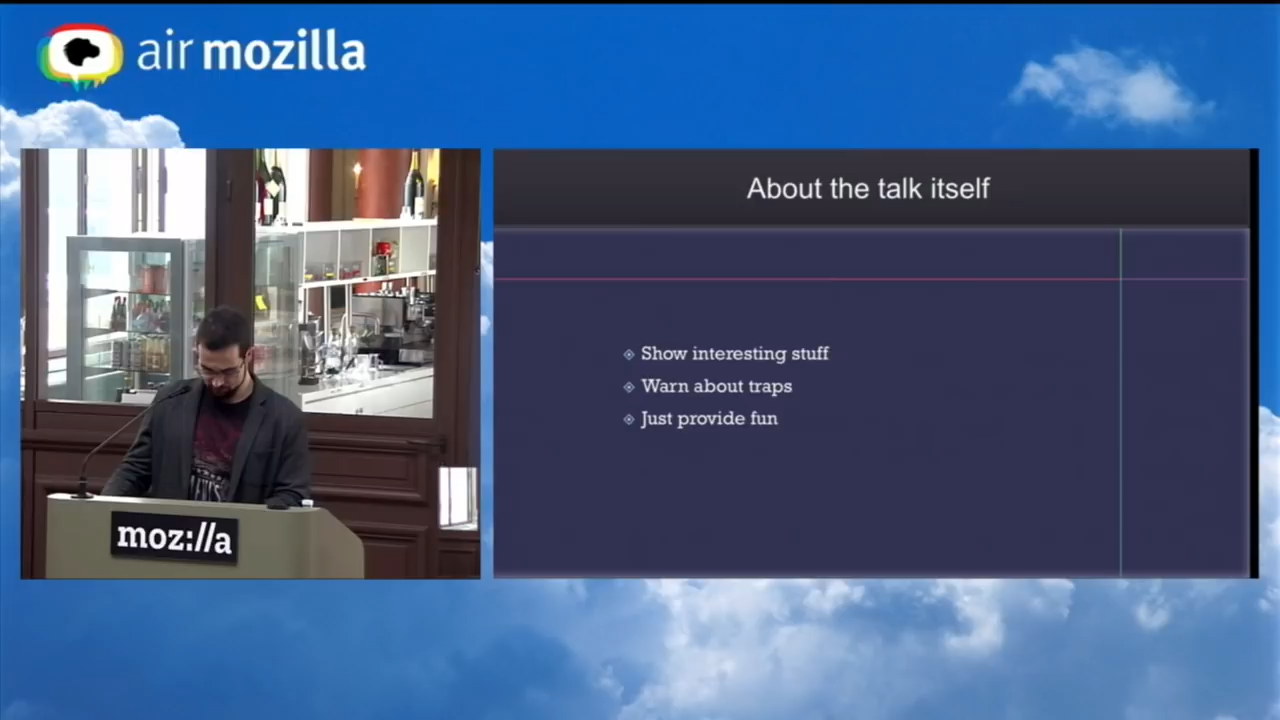 air mozilla
About the talk itself
Show interesting stuff
Warn about traps
Just provide fun
moz://a